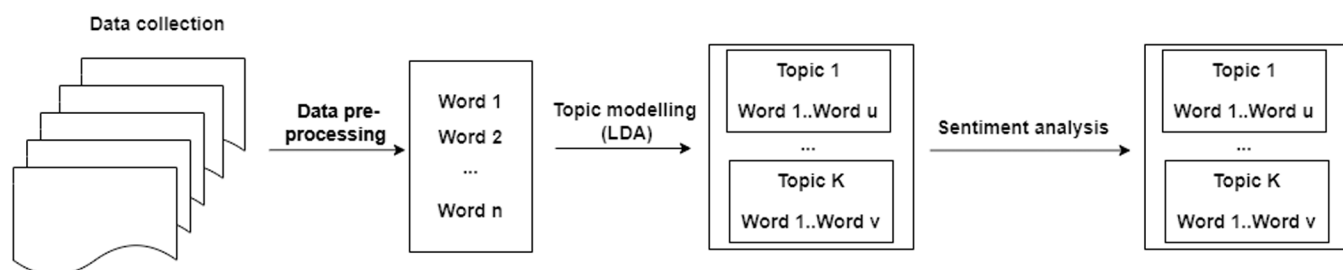 Data collection
Data pre-
processing
Word 1
Word 2
...
Word n
Topic modelling
(LDA)
Topic 1
Word 1..Word u
...
Topic K
Word 1..Word v
Sentiment analysis
Topic 1
Word 1..Word u
...
Topic K
Word 1..Word v